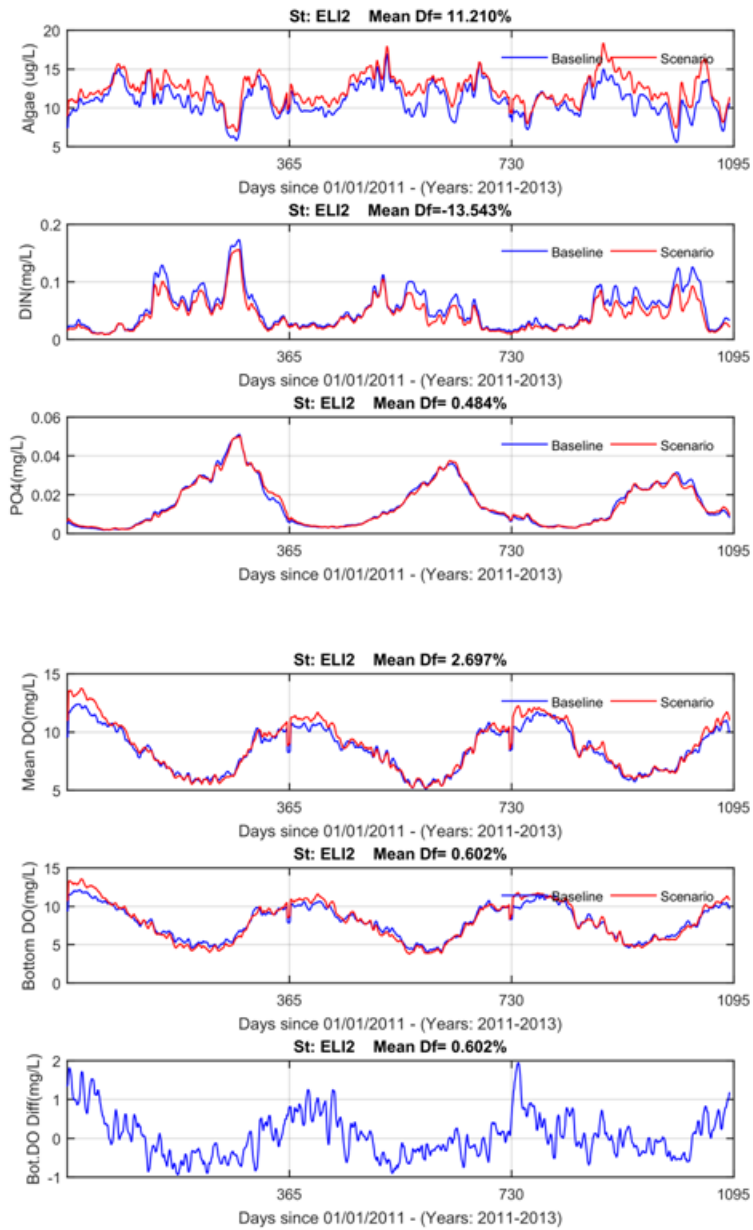 St: ELI2 Mean Df= 11.210%
20
15
10
5
Algae (ug/L)
Baseline Scenario
365 730 1095
Days since 01/01/2011 - (Years: 2011-2013)
St: ELI2 Mean Df=-13.543%
0.2
0.1
0
DIN(mg/L)
Baseline Scenario
365 730 1095
Days since 01/01/2011 - (Years: 2011-2013)
St: ELI2 Mean Df= 0.484%
0.06
0.04
0.02
0
PO4(mg/L)
Baseline Scenario
365 730 1095
Days since 01/01/2011 - (Years: 2011-2013)
St: ELI2 Mean Df= 2.697%
15
10
5
Mean DO(mg/L)
Baseline Scenario
365 730 1095
Days since 01/01/2011 - (Years: 2011-2013)
St: ELI2 Mean Df= 0.602%
15
10
5
0
Bottom DO(mg/L)
Baseline Scenario
365 730 1095
Days since 01/01/2011 - (Years: 2011-2013)
St: ELI2 Mean Df= 0.602%
2
1
0
-1
Bot.DO Diff(mg/L)
365 730 1095
Days since 01/01/2011 - (Years: 2011-2013)